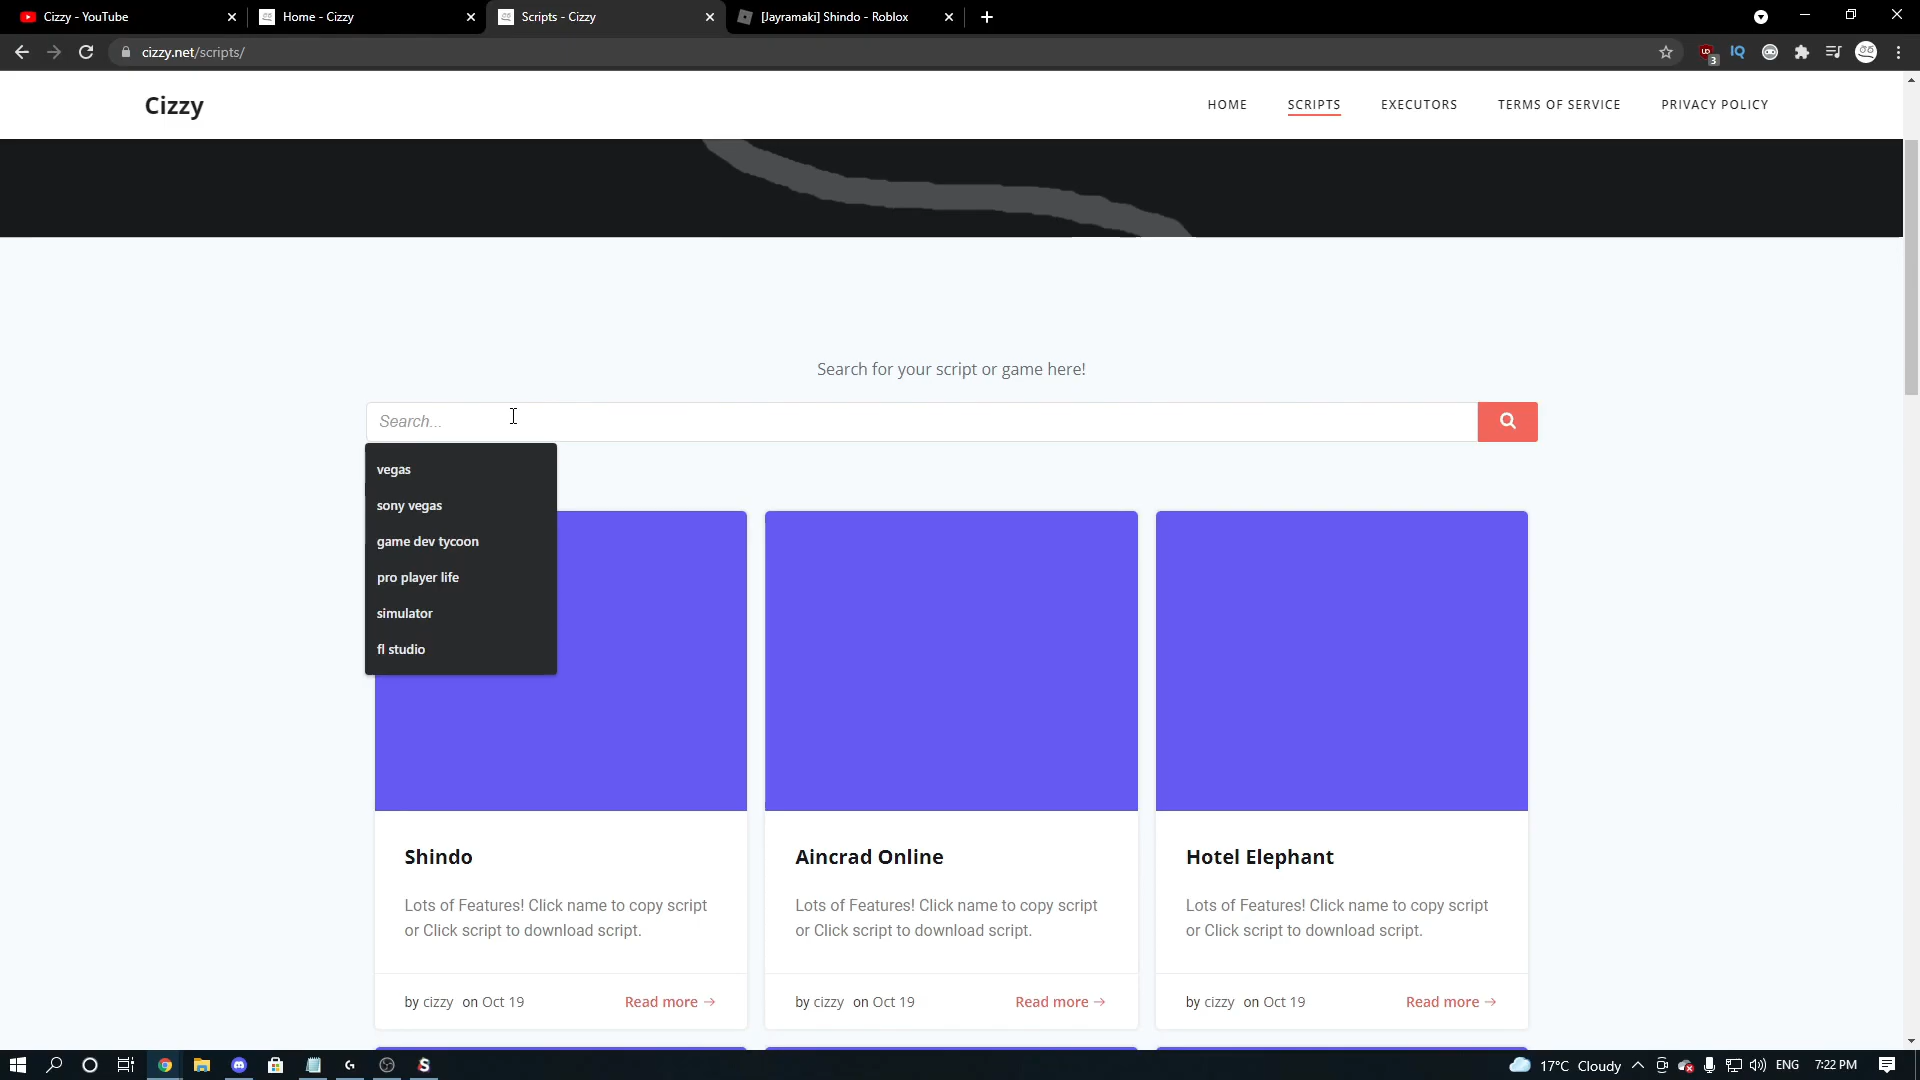 Cizzy - YouTube
Home - Cizzy
Scripts - Cizzy
[Jayramaki] Shindo - Roblox
cizzy.net/scripts/
3
IQ
Cizzy
HOME
SCRIPTS
EXECUTORS
TERMS OF SERVICE
PRIVACY POLICY
Search for your script or game here!
Search...
vegas
sony vegas
game dev tycoon
pro player life
simulator
fl studio
Shindo
Lots of Features! Click name to copy script
or Click script to download script.
by cizzy on Oct 19
Read more →
Aincrad Online
Lots of Features! Click name to copy script
or Click script to download script.
by cizzy on Oct 19
Read more →
Hotel Elephant
Lots of Features! Click name to copy script
or Click script to download script.
by cizzy on Oct 19
Read more →
17°C Cloudy
ENG
7:22 PM